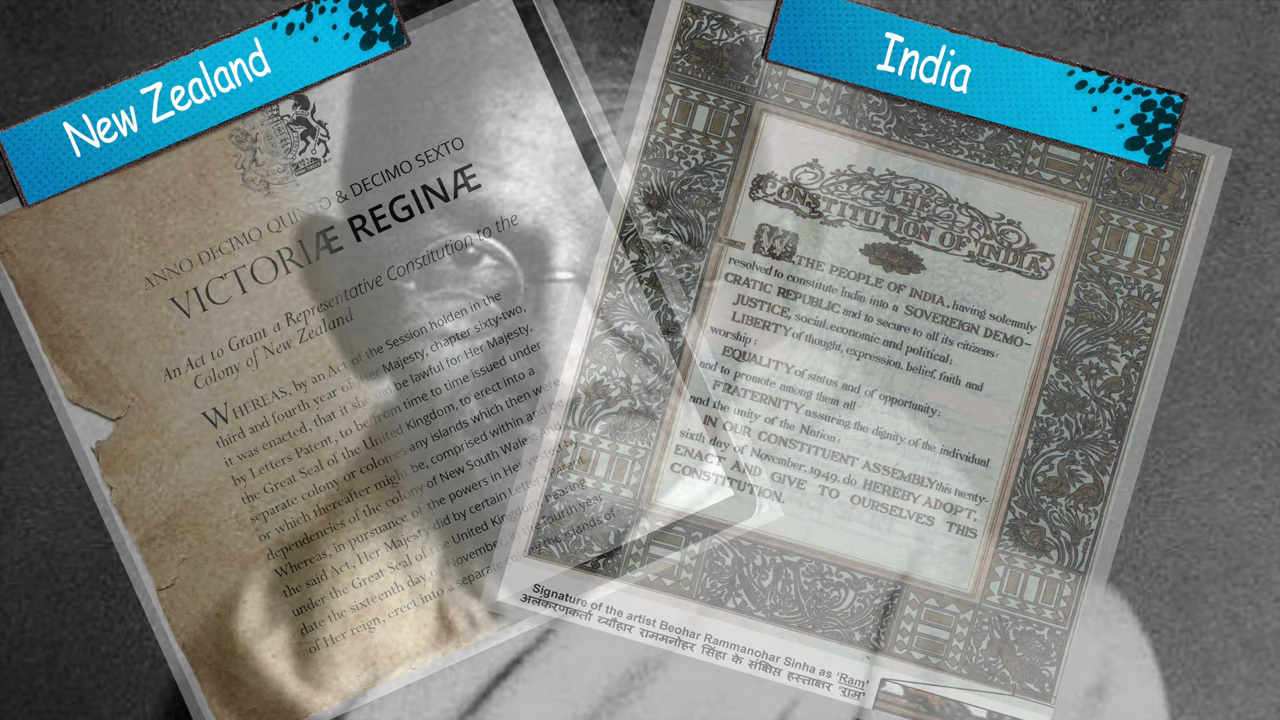 New Zealand
ANNO DECIMO QUINTO & DECIMO SEXTO
VICTORIÆ REGINÆ
An Act to Grant a Representative Constitution to the
Colony of New Zealand
WHEREAS, by an Act of the Session holden in the
third and fourth year of Her Majesty, chapter sixty-two,
it was enacted, that it should be lawful for Her Majesty,
by Letters Patent, to be from time to time issued under
the Great Seal of the United Kingdom, to erect into a
separate colony or colonies any islands which then were,
or which thereafter might be, comprised within and be
dependencies of the colony of New South Wales
Whereas, in pursuance of the powers in Her vested by
the said Act, Her Majesty did by certain Letters Patent
under the Great Seal of the United Kingdom, bearing
date the sixteenth day of November fourth year
of Her reign, erect into a separate the Islands of
India
THE
CONSTITUTION OF INDIA
WE, THE PEOPLE OF INDIA, having solemnly
resolved to constitute India into a SOVEREIGN DEMO-
CRATIC REPUBLIC and to secure to all its citizens:
JUSTICE, social, economic and political;
LIBERTY of thought, expression, belief, faith and
worship;
EQUALITY of status and of opportunity;
and to promote among them all
FRATERNITY assuring the dignity of the individual
and the unity of the Nation;
IN OUR CONSTITUENT ASSEMBLY this twenty-
sixth day of November, 1949, do HEREBY ADOPT,
ENACT AND GIVE TO OURSELVES THIS
CONSTITUTION.
Signature of the artist Beohar Rammanohar Sinha as 'Ram'
अलंकरणकर्ता ब्यौहार राममनोहर सिंहा के संक्षिप्त हस्ताक्षर 'राम'